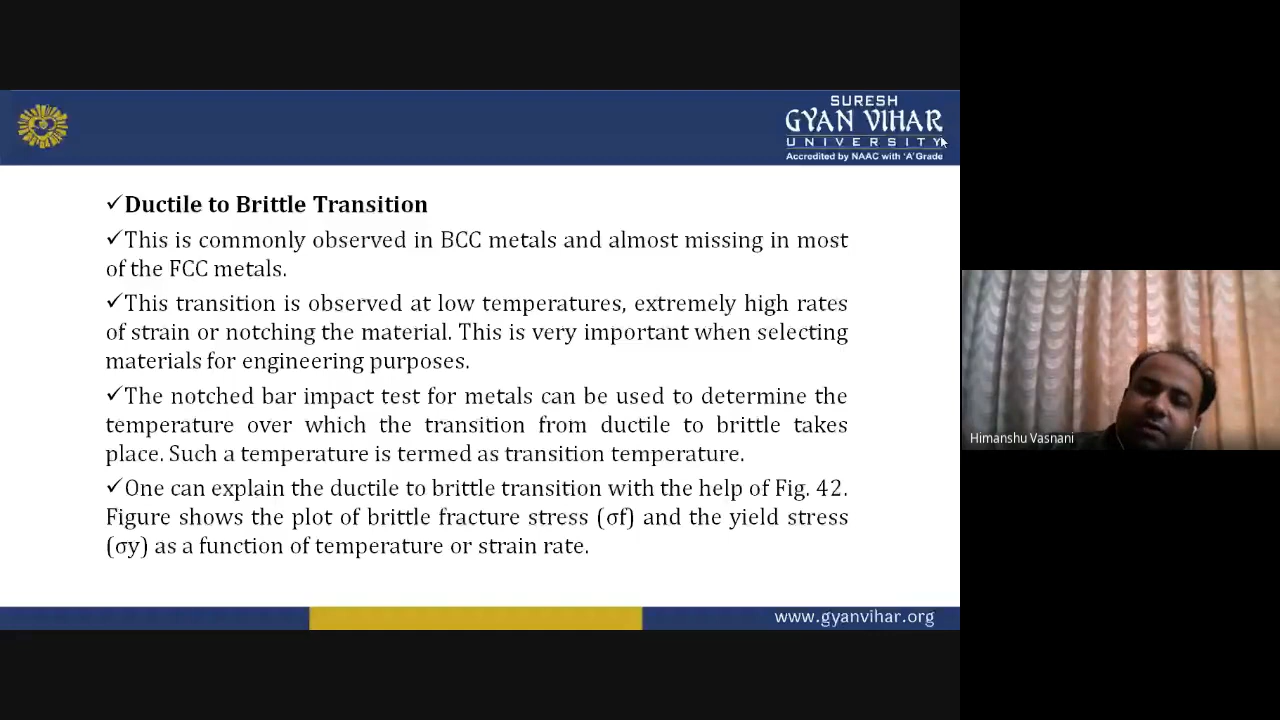 SURESH
GYAN VIHAR
UNIVERSITY
Accredited by NAAC with 'A' Grade
✓Ductile to Brittle Transition
✓This is commonly observed in BCC metals and almost missing in most
of the FCC metals.
✓This transition is observed at low temperatures, extremely high rates
of strain or notching the material. This is very important when selecting
materials for engineering purposes.
✓The notched bar impact test for metals can be used to determine the
temperature over which the transition from ductile to brittle takes
place. Such a temperature is termed as transition temperature.
✓One can explain the ductile to brittle transition with the help of Fig. 42.
Figure shows the plot of brittle fracture stress (σf) and the yield stress
(σy) as a function of temperature or strain rate.
Himanshu Vasnani
www.gyanvihar.org